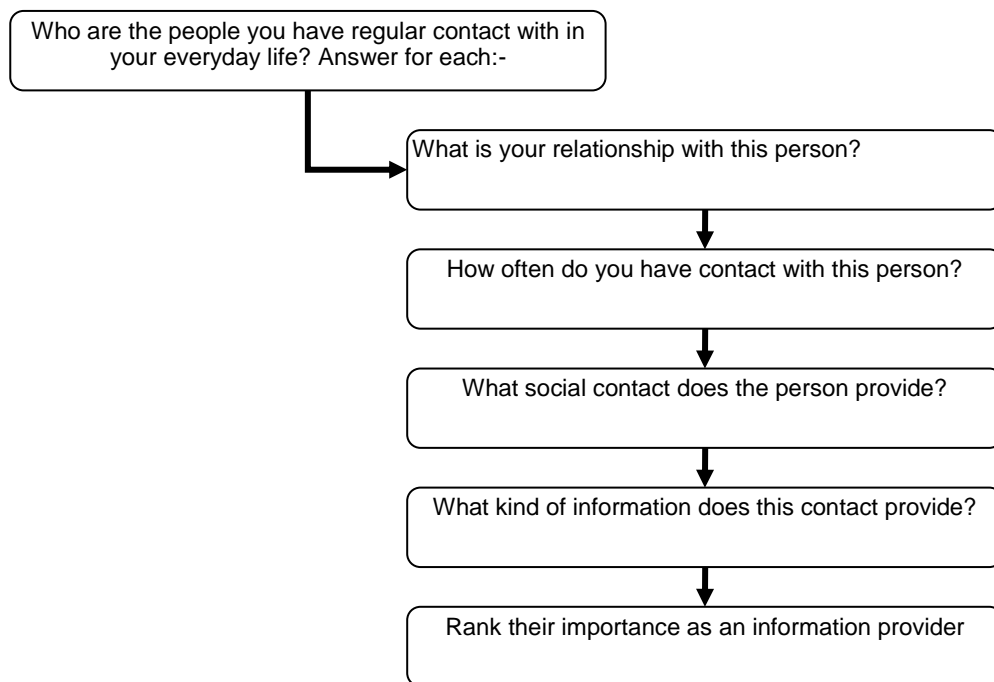 Who are the people you have regular contact with in
your everyday life? Answer for each:-
What is your relationship with this person?
How often do you have contact with this person?
What social contact does the person provide?
What kind of information does this contact provide?
Rank their importance as an information provider